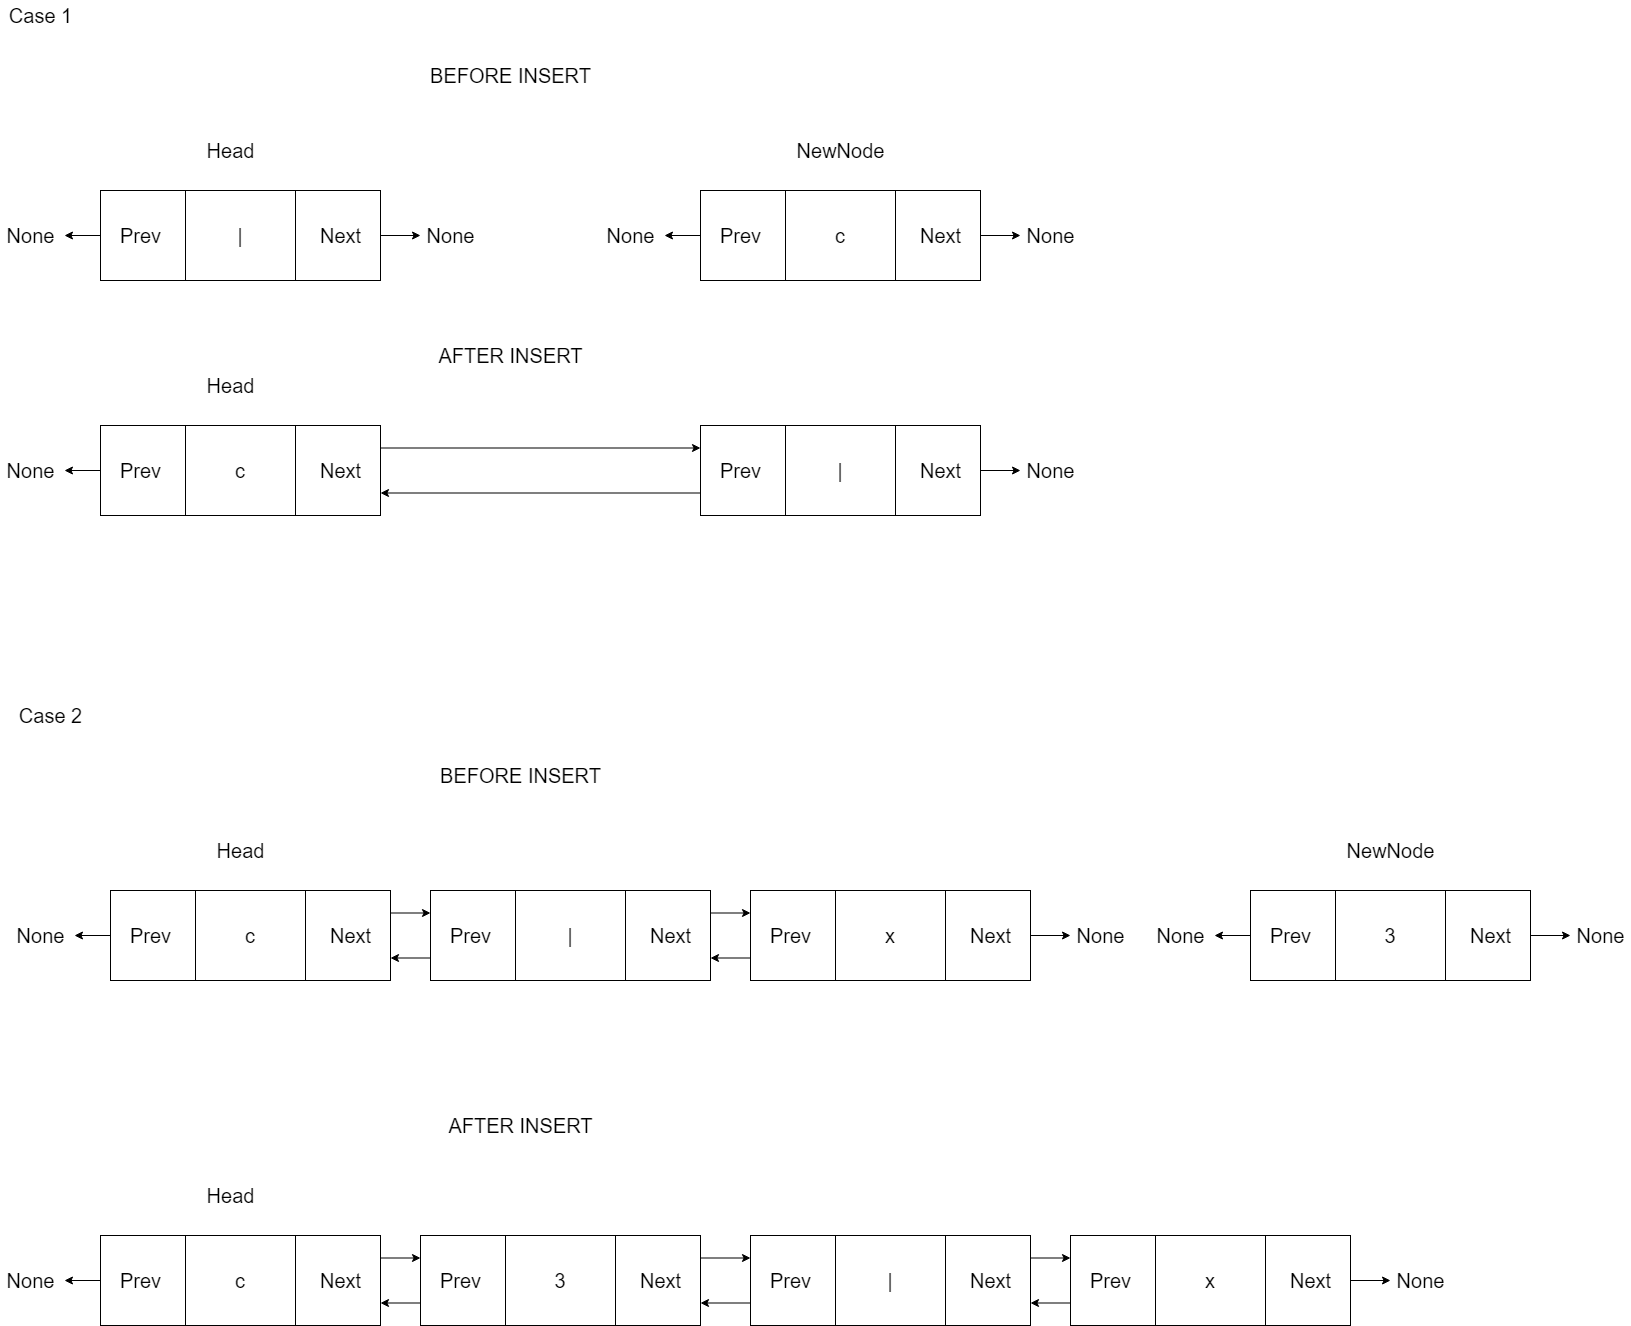 Case 1
BEFORE INSERT
Head NewNode
None Prev | Next None None Prev c Next None
AFTER INSERT
Head
None Prev c Next Prev | Next None
Case 2
BEFORE INSERT
Head NewNode
None Prev c Next Prev | Next Prev x Next None None Prev 3 Next None
AFTER INSERT
Head
None Prev c Next Prev 3 Next Prev | Next Prev x Next None